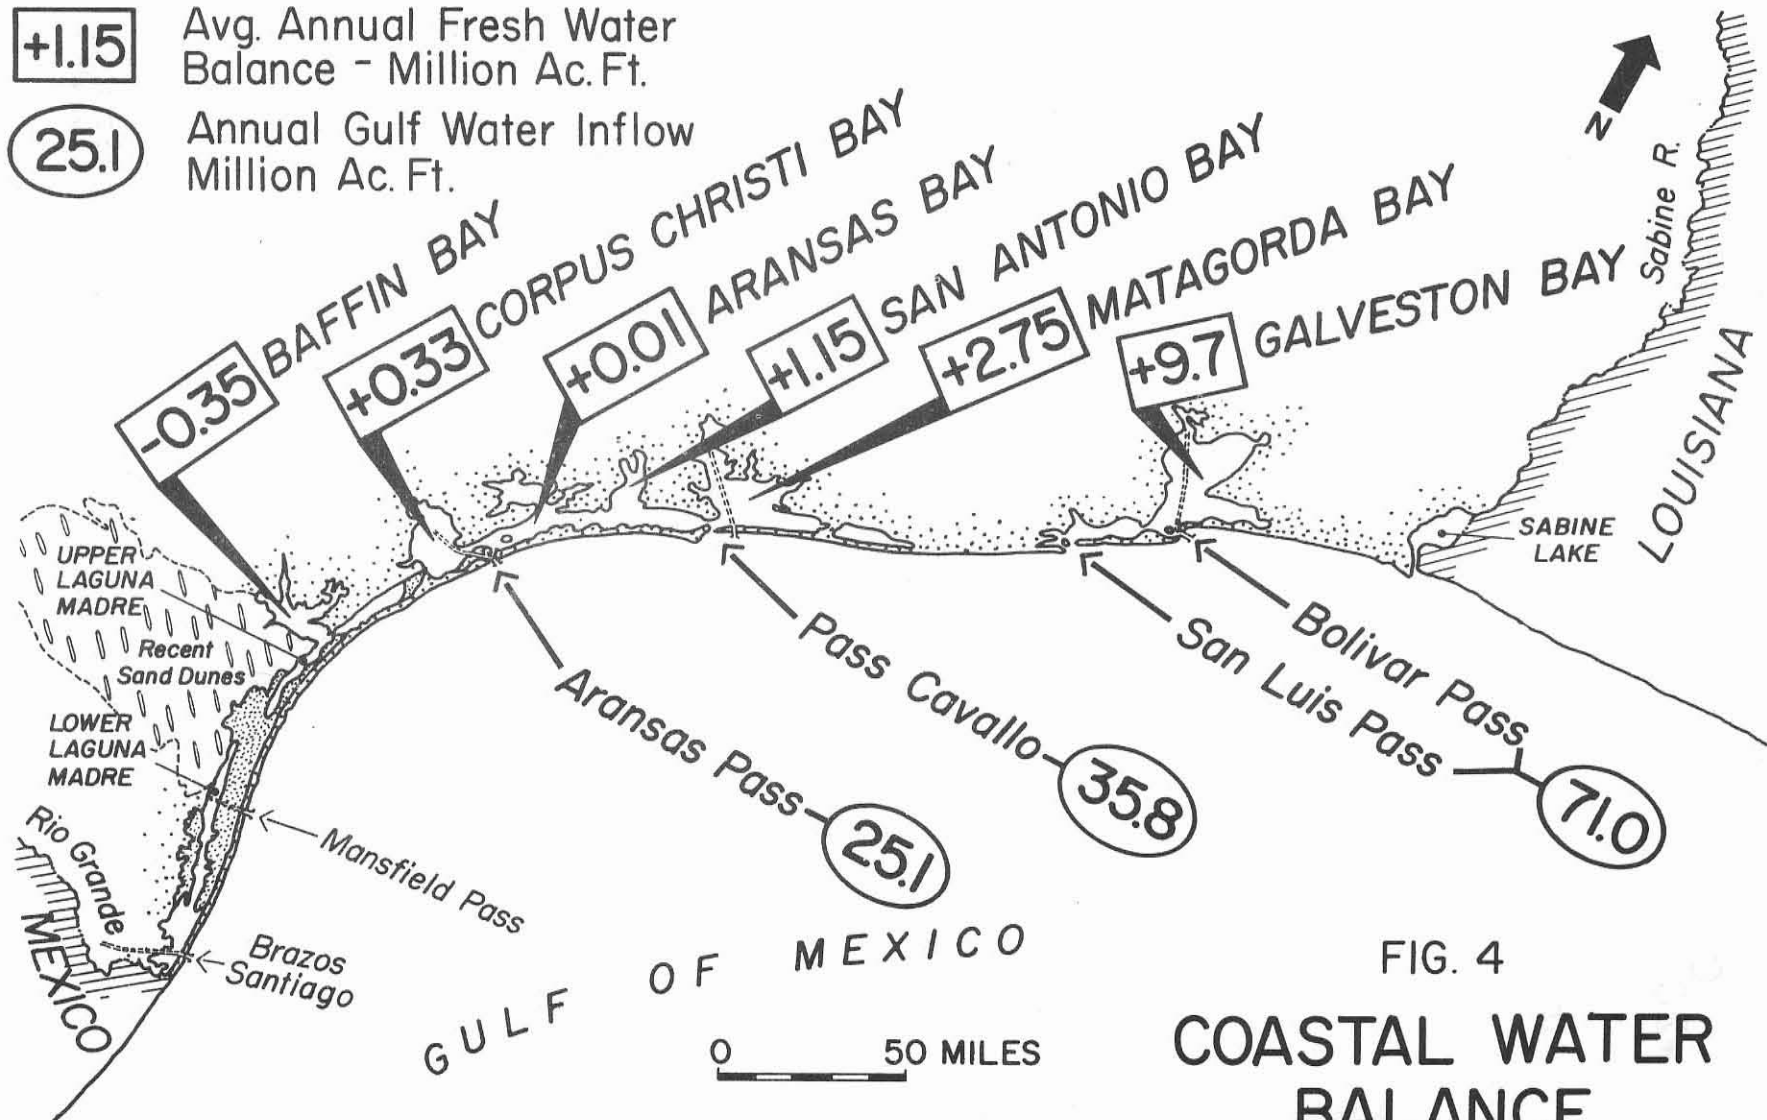 +1.15
Avg. Annual Fresh Water
Balance - Million Ac. Ft.
25.1
Annual Gulf Water Inflow
Million Ac. Ft.
N
-0.35
BAFFIN BAY
+0.33
CORPUS CHRISTI BAY
+0.01
ARANSAS BAY
+1.15
SAN ANTONIO BAY
+2.75
MATAGORDA BAY
+9.7
GALVESTON BAY
Sabine R.
LOUISIANA
SABINE
LAKE
UPPER
LAGUNA
MADRE
Recent
Sand Dunes
LOWER
LAGUNA
MADRE
Rio Grande
MEXICO
Mansfield Pass
Brazos
Santiago
Aransas Pass
25.1
Pass Cavallo
35.8
San Luis Pass
Bolivar Pass
71.0
GULF OF MEXICO
0 50 MILES
FIG. 4
COASTAL WATER
BALANCE